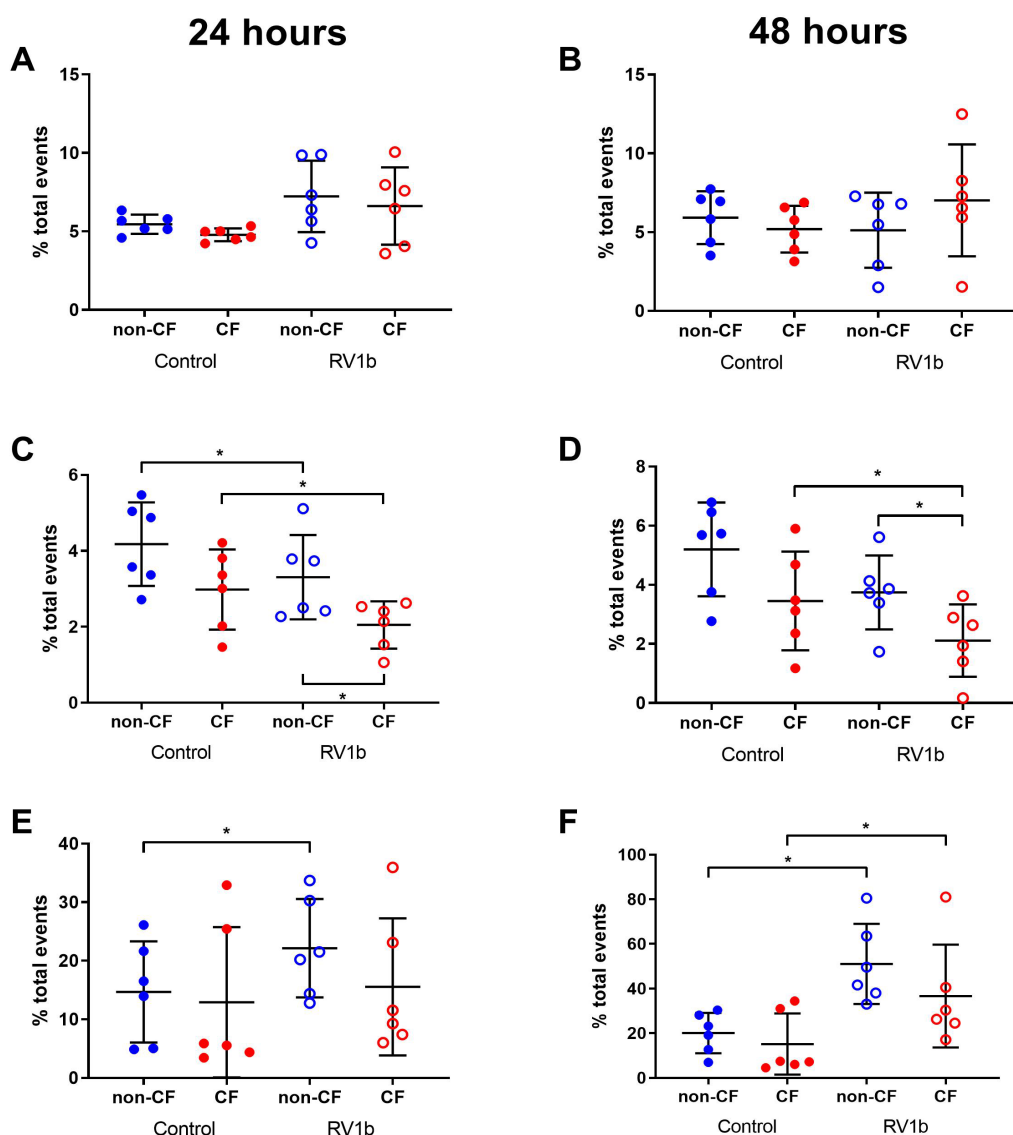 24 hours
48 hours
A
% total events
15
10
5
0
non-CF CF non-CF CF
Control RV1b
B
% total events
15
10
5
0
non-CF CF non-CF CF
Control RV1b
C
% total events
6
4
2
0
* * *
non-CF CF non-CF CF
Control RV1b
D
% total events
8
6
4
2
0
* *
non-CF CF non-CF CF
Control RV1b
E
% total events
40
30
20
10
0
*
non-CF CF non-CF CF
Control RV1b
F
% total events
100
80
60
40
20
0
* *
non-CF CF non-CF CF
Control RV1b